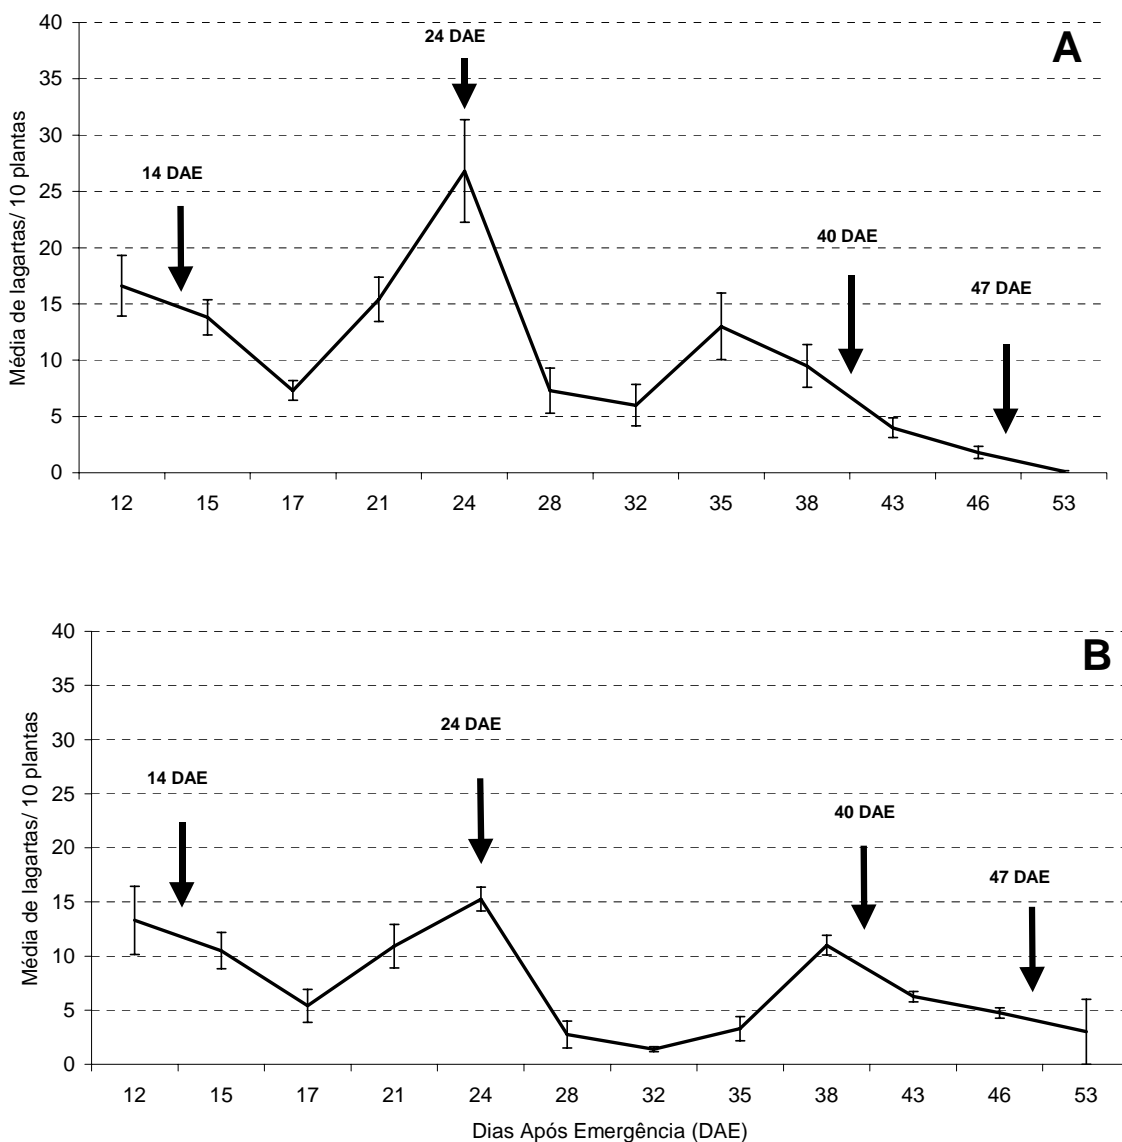 A
40
35
30
25
20
15
10
5
0
Média de lagartas/ 10 plantas
14 DAE
24 DAE
40 DAE
47 DAE
12 15 17 21 24 28 32 35 38 43 46 53
B
40
35
30
25
20
15
10
5
0
Média de lagartas/ 10 plantas
14 DAE
24 DAE
40 DAE
47 DAE
12 15 17 21 24 28 32 35 38 43 46 53
Dias Após Emergência (DAE)